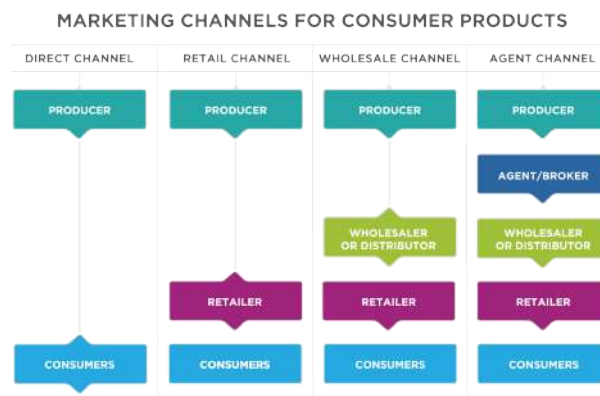 MARKETING CHANNELS FOR CONSUMER PRODUCTS
DIRECT CHANNEL
RETAIL CHANNEL
WHOLESALE CHANNEL
AGENT CHANNEL
PRODUCER
PRODUCER
PRODUCER
PRODUCER
AGENT/BROKER
WHOLESALER
OR DISTRIBUTOR
WHOLESALER
OR DISTRIBUTOR
RETAILER
RETAILER
RETAILER
CONSUMERS
CONSUMERS
CONSUMERS
CONSUMERS